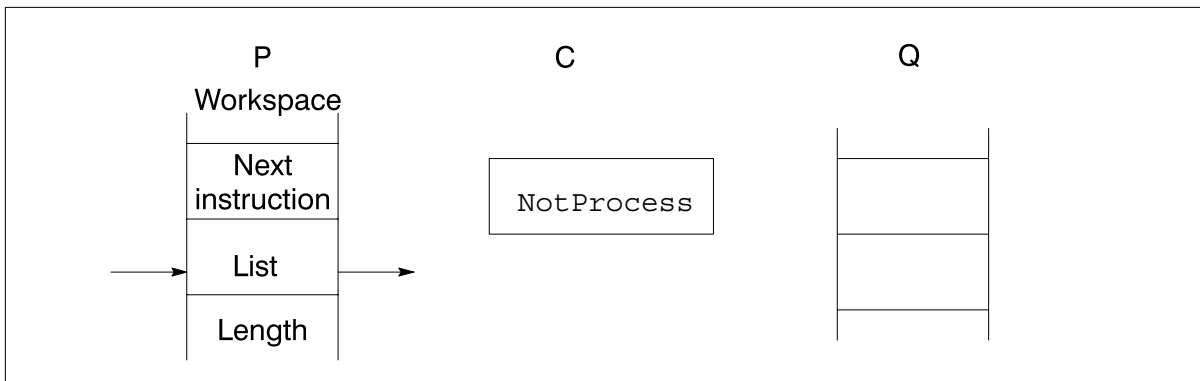 P
C
Q
Workspace
Next
instruction
NotProcess
List
Length